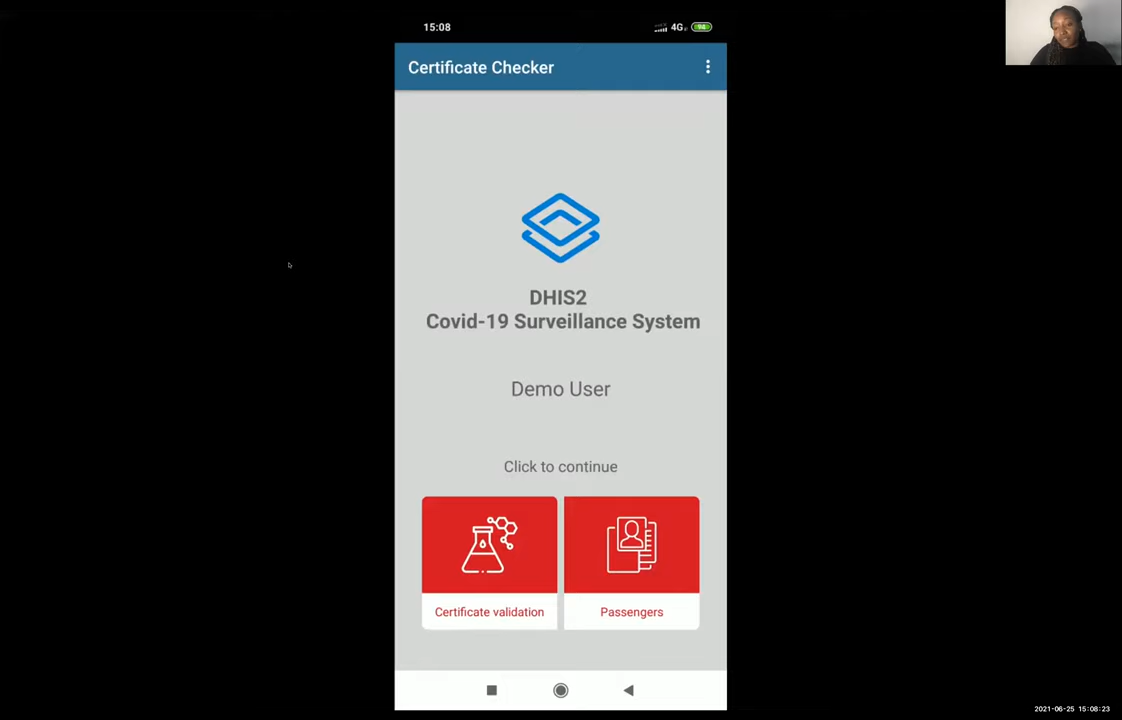 15:08
4G
94
Certificate Checker
DHIS2
Covid-19 Surveillance System
Demo User
Click to continue
Certificate validation
Passengers
2021-06-25 15:08:23